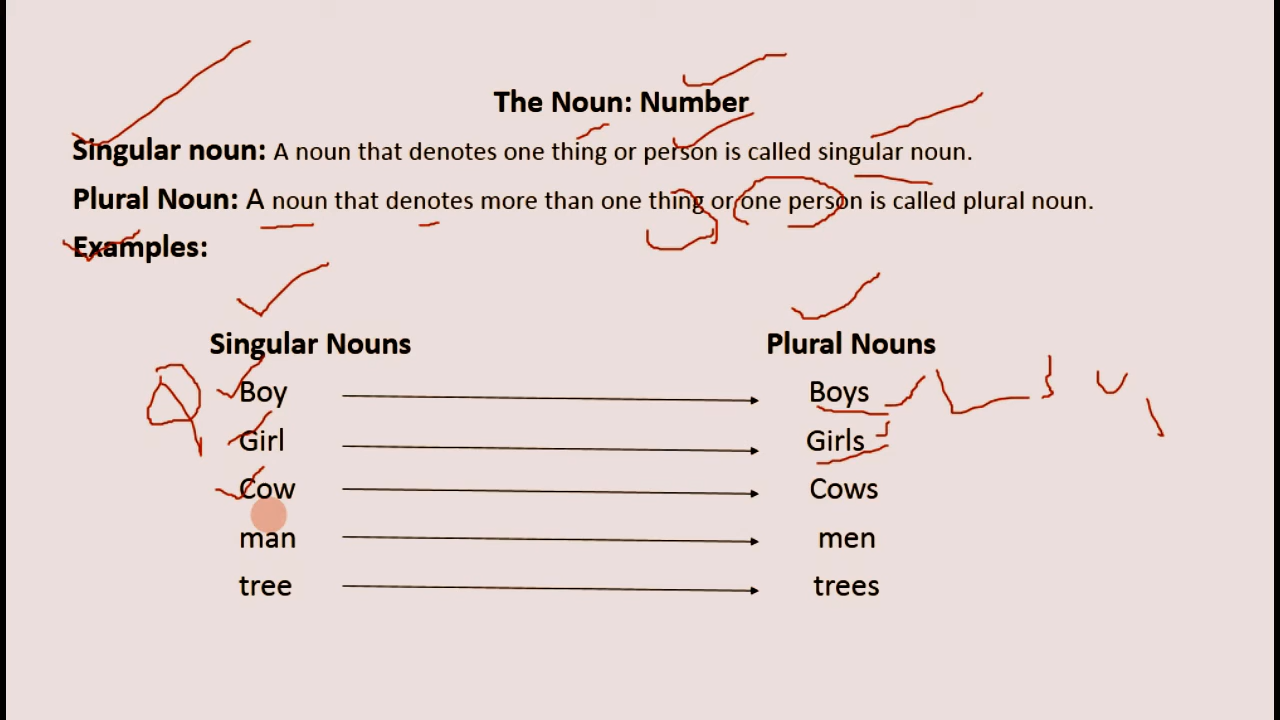 The Noun: Number
Singular noun: A noun that denotes one thing or person is called singular noun.
Plural Noun: A noun that denotes more than one thing or one person is called plural noun.
Examples:
Singular Nouns Plural Nouns
Boy Boys
Girl Girls
Cow Cows
man men
tree trees